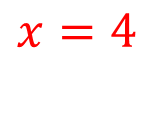 x = 4